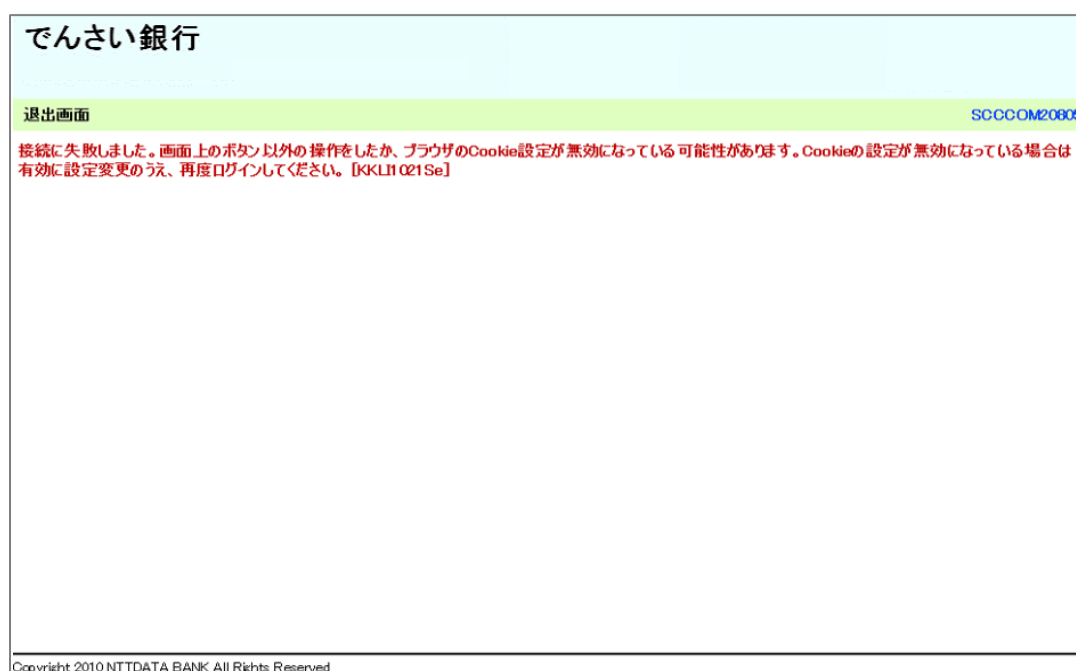 でんさい銀行
退出画面
SCCCOM20805
接続に失敗しました。画面上のボタン以外の操作をしたか、ブラウザのCookie設定が無効になっている可能性があります。Cookieの設定が無効になっている場合は
有効に設定変更のうえ、再度ログインしてください。[KKLI1021Se]
Copyright 2010 NTTDATA BANK All Rights Reserved